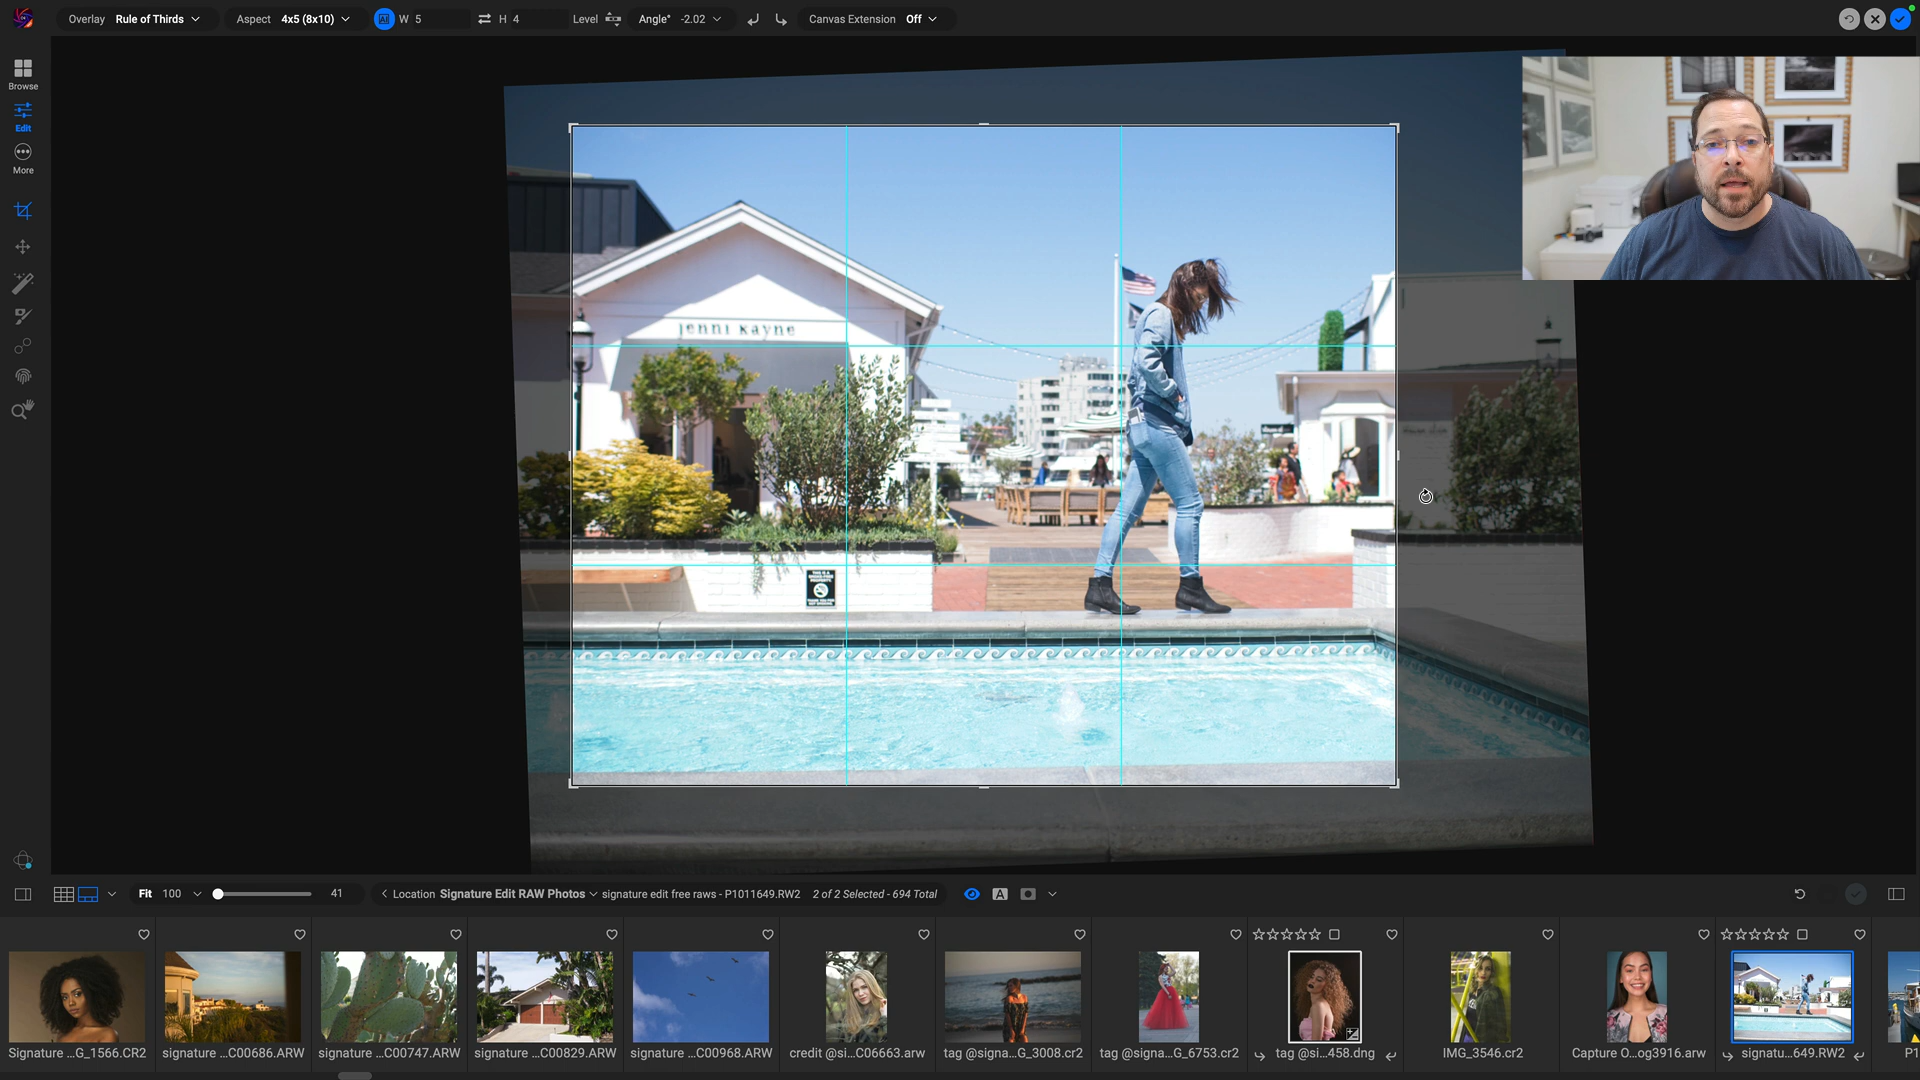 Overlay Rule of Thirds Aspect 4x5 (8x10) AI W 5 H 4 Level Angle° -2.02 Canvas Extension Off
Browse
Edit
More
jenni kayne
Fit 100 41 Location Signature Edit RAW Photos signature edit free raws - P1011649.RW2 2 of 2 Selected - 694 Total A
Signature ...G_1566.CR2 signature ...C00686.ARW signature ...C00747.ARW signature ...C00829.ARW signature ...C00968.ARW credit @si...C06663.arw tag @signa...G_3008.cr2 tag @signa...G_6753.cr2 tag @si...458.dng IMG_3546.cr2 Capture O...og3916.arw signatu...649.RW2 P1